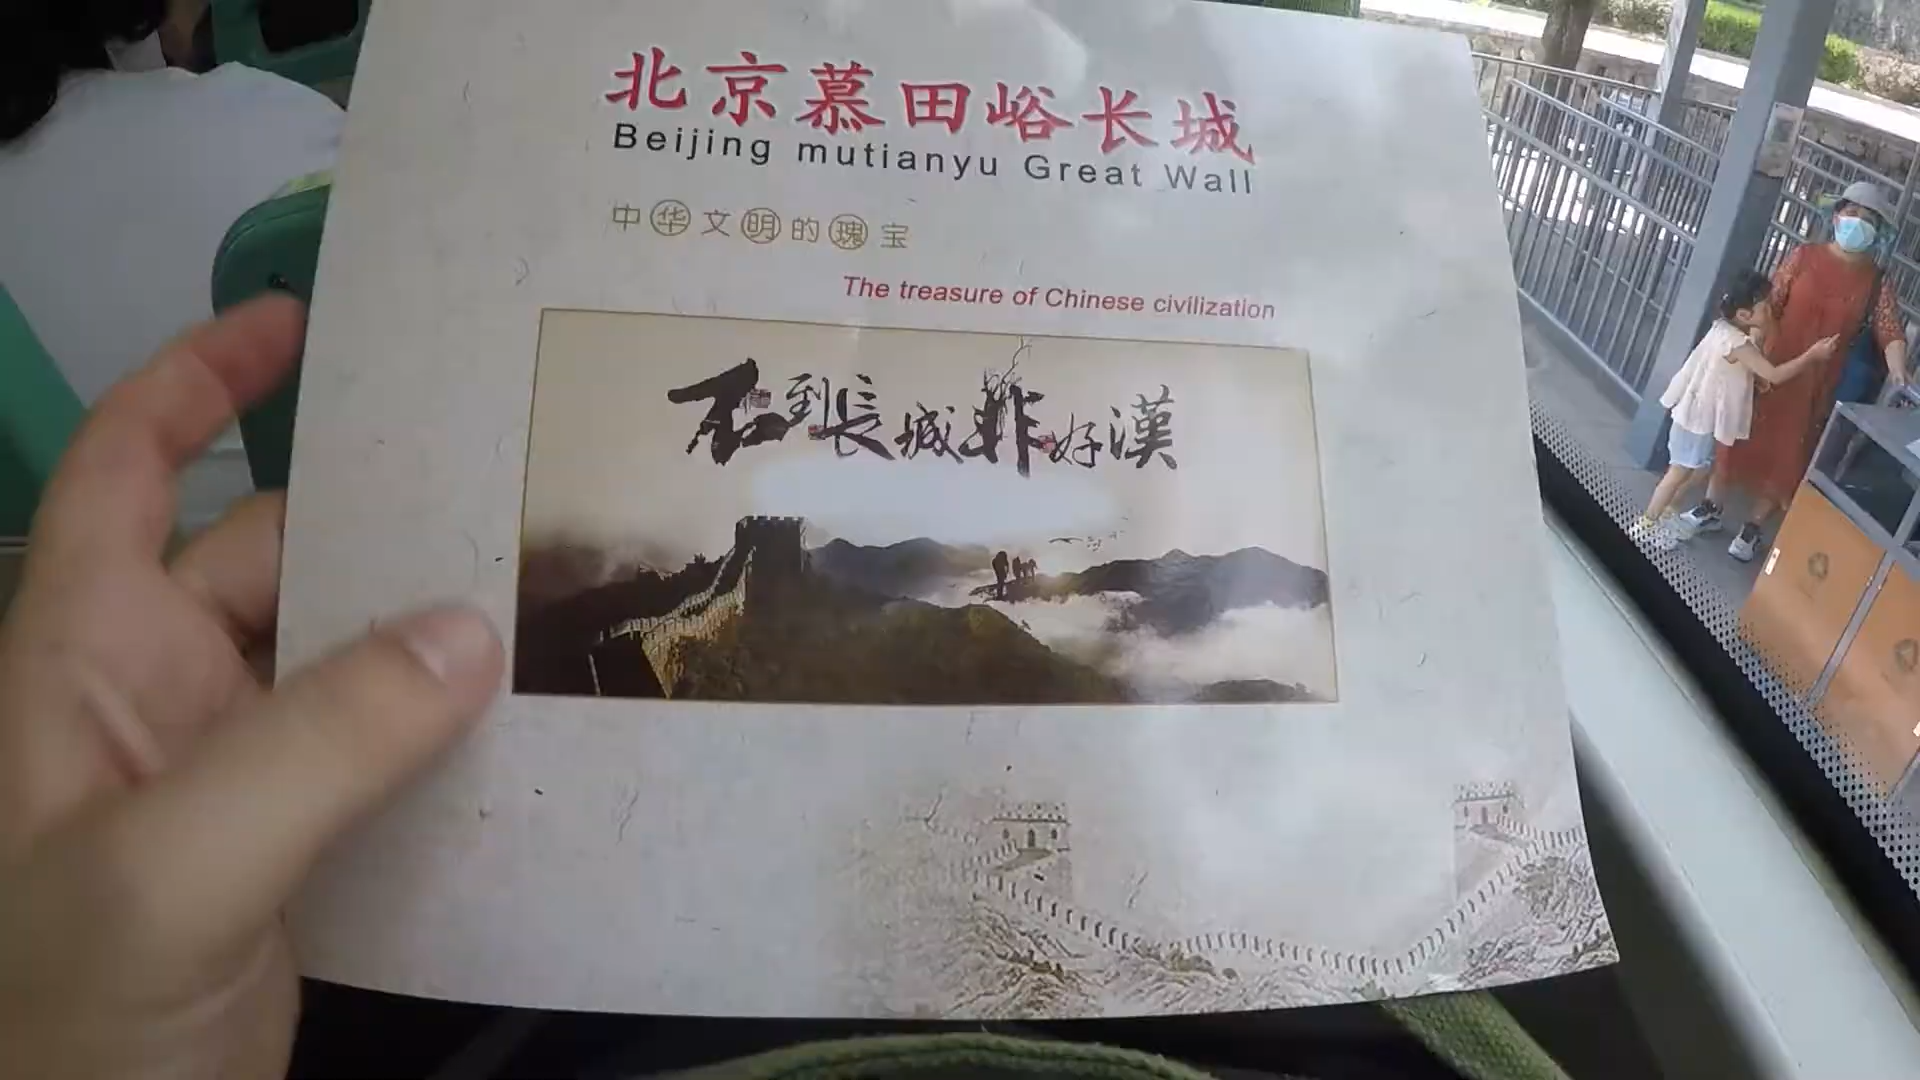 北京慕田峪长城
Beijing mutianyu Great Wall
中华文明的瑰宝
The treasure of Chinese civilization
不到長城非好漢